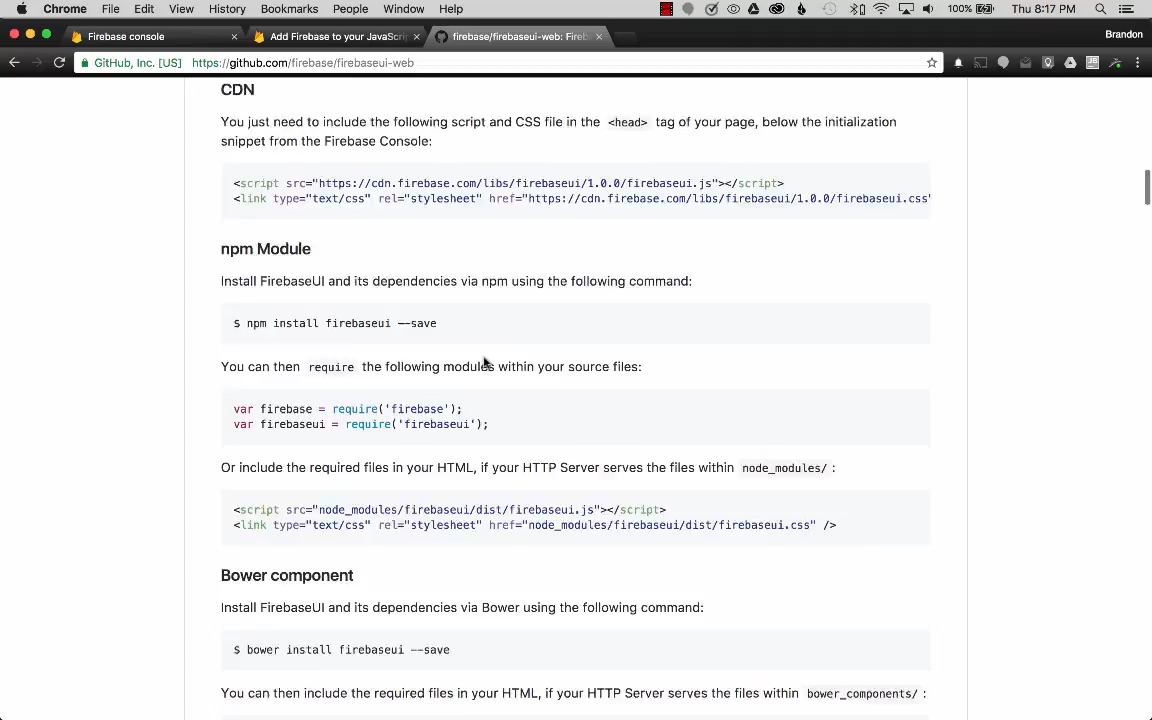 Chrome File Edit View History Bookmarks People Window Help 100% Thu 8:17 PM
Firebase console × Add Firebase to your JavaScri × firebase/firebaseui-web: Fireb × Brandon
GitHub, Inc. [US] https://github.com/firebase/firebaseui-web
CDN
You just need to include the following script and CSS file in the <head> tag of your page, below the initialization
snippet from the Firebase Console:
<script src="https://cdn.firebase.com/libs/firebaseui/1.0.0/firebaseui.js"></script>
<link type="text/css" rel="stylesheet" href="https://cdn.firebase.com/libs/firebaseui/1.0.0/firebaseui.css"
npm Module
Install FirebaseUI and its dependencies via npm using the following command:
$ npm install firebaseui --save
You can then require the following modules within your source files:
var firebase = require('firebase');
var firebaseui = require('firebaseui');
Or include the required files in your HTML, if your HTTP Server serves the files within node_modules/ :
<script src="node_modules/firebaseui/dist/firebaseui.js"></script>
<link type="text/css" rel="stylesheet" href="node_modules/firebaseui/dist/firebaseui.css" />
Bower component
Install FirebaseUI and its dependencies via Bower using the following command:
$ bower install firebaseui --save
You can then include the required files in your HTML, if your HTTP Server serves the files within bower_components/ :